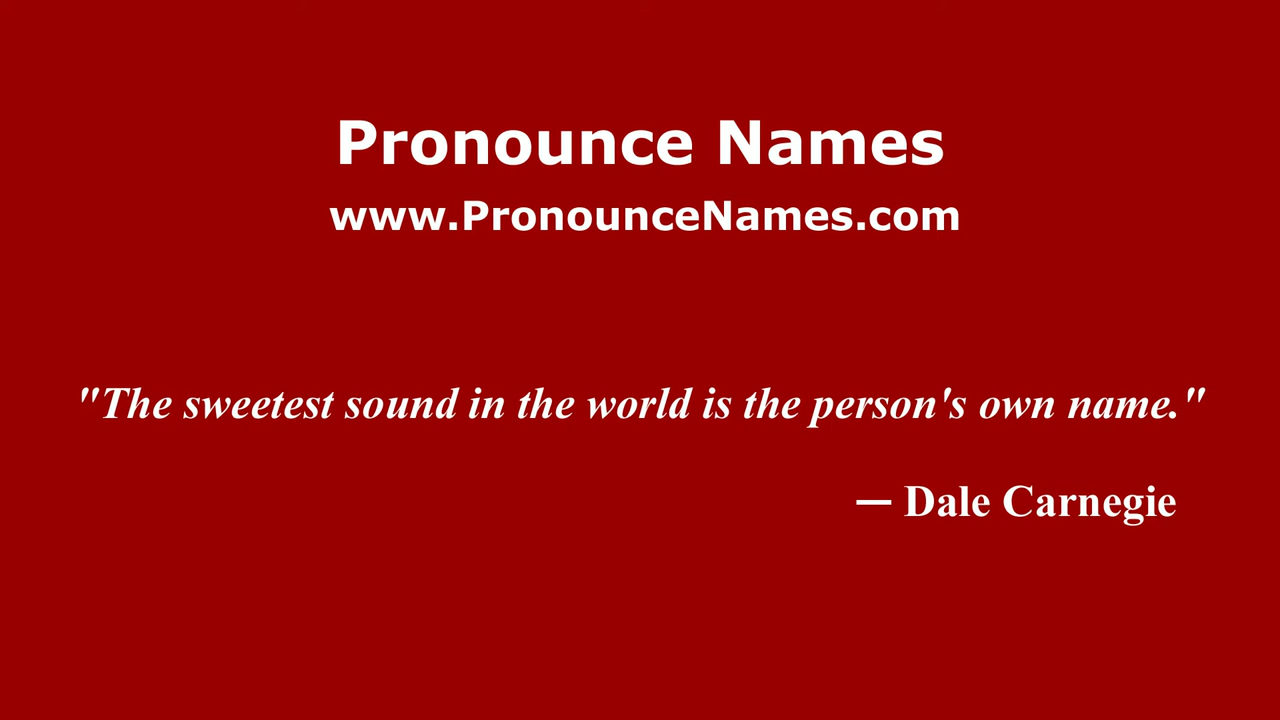 Pronounce Names
www.PronounceNames.com
"The sweetest sound in the world is the person's own name."
— Dale Carnegie